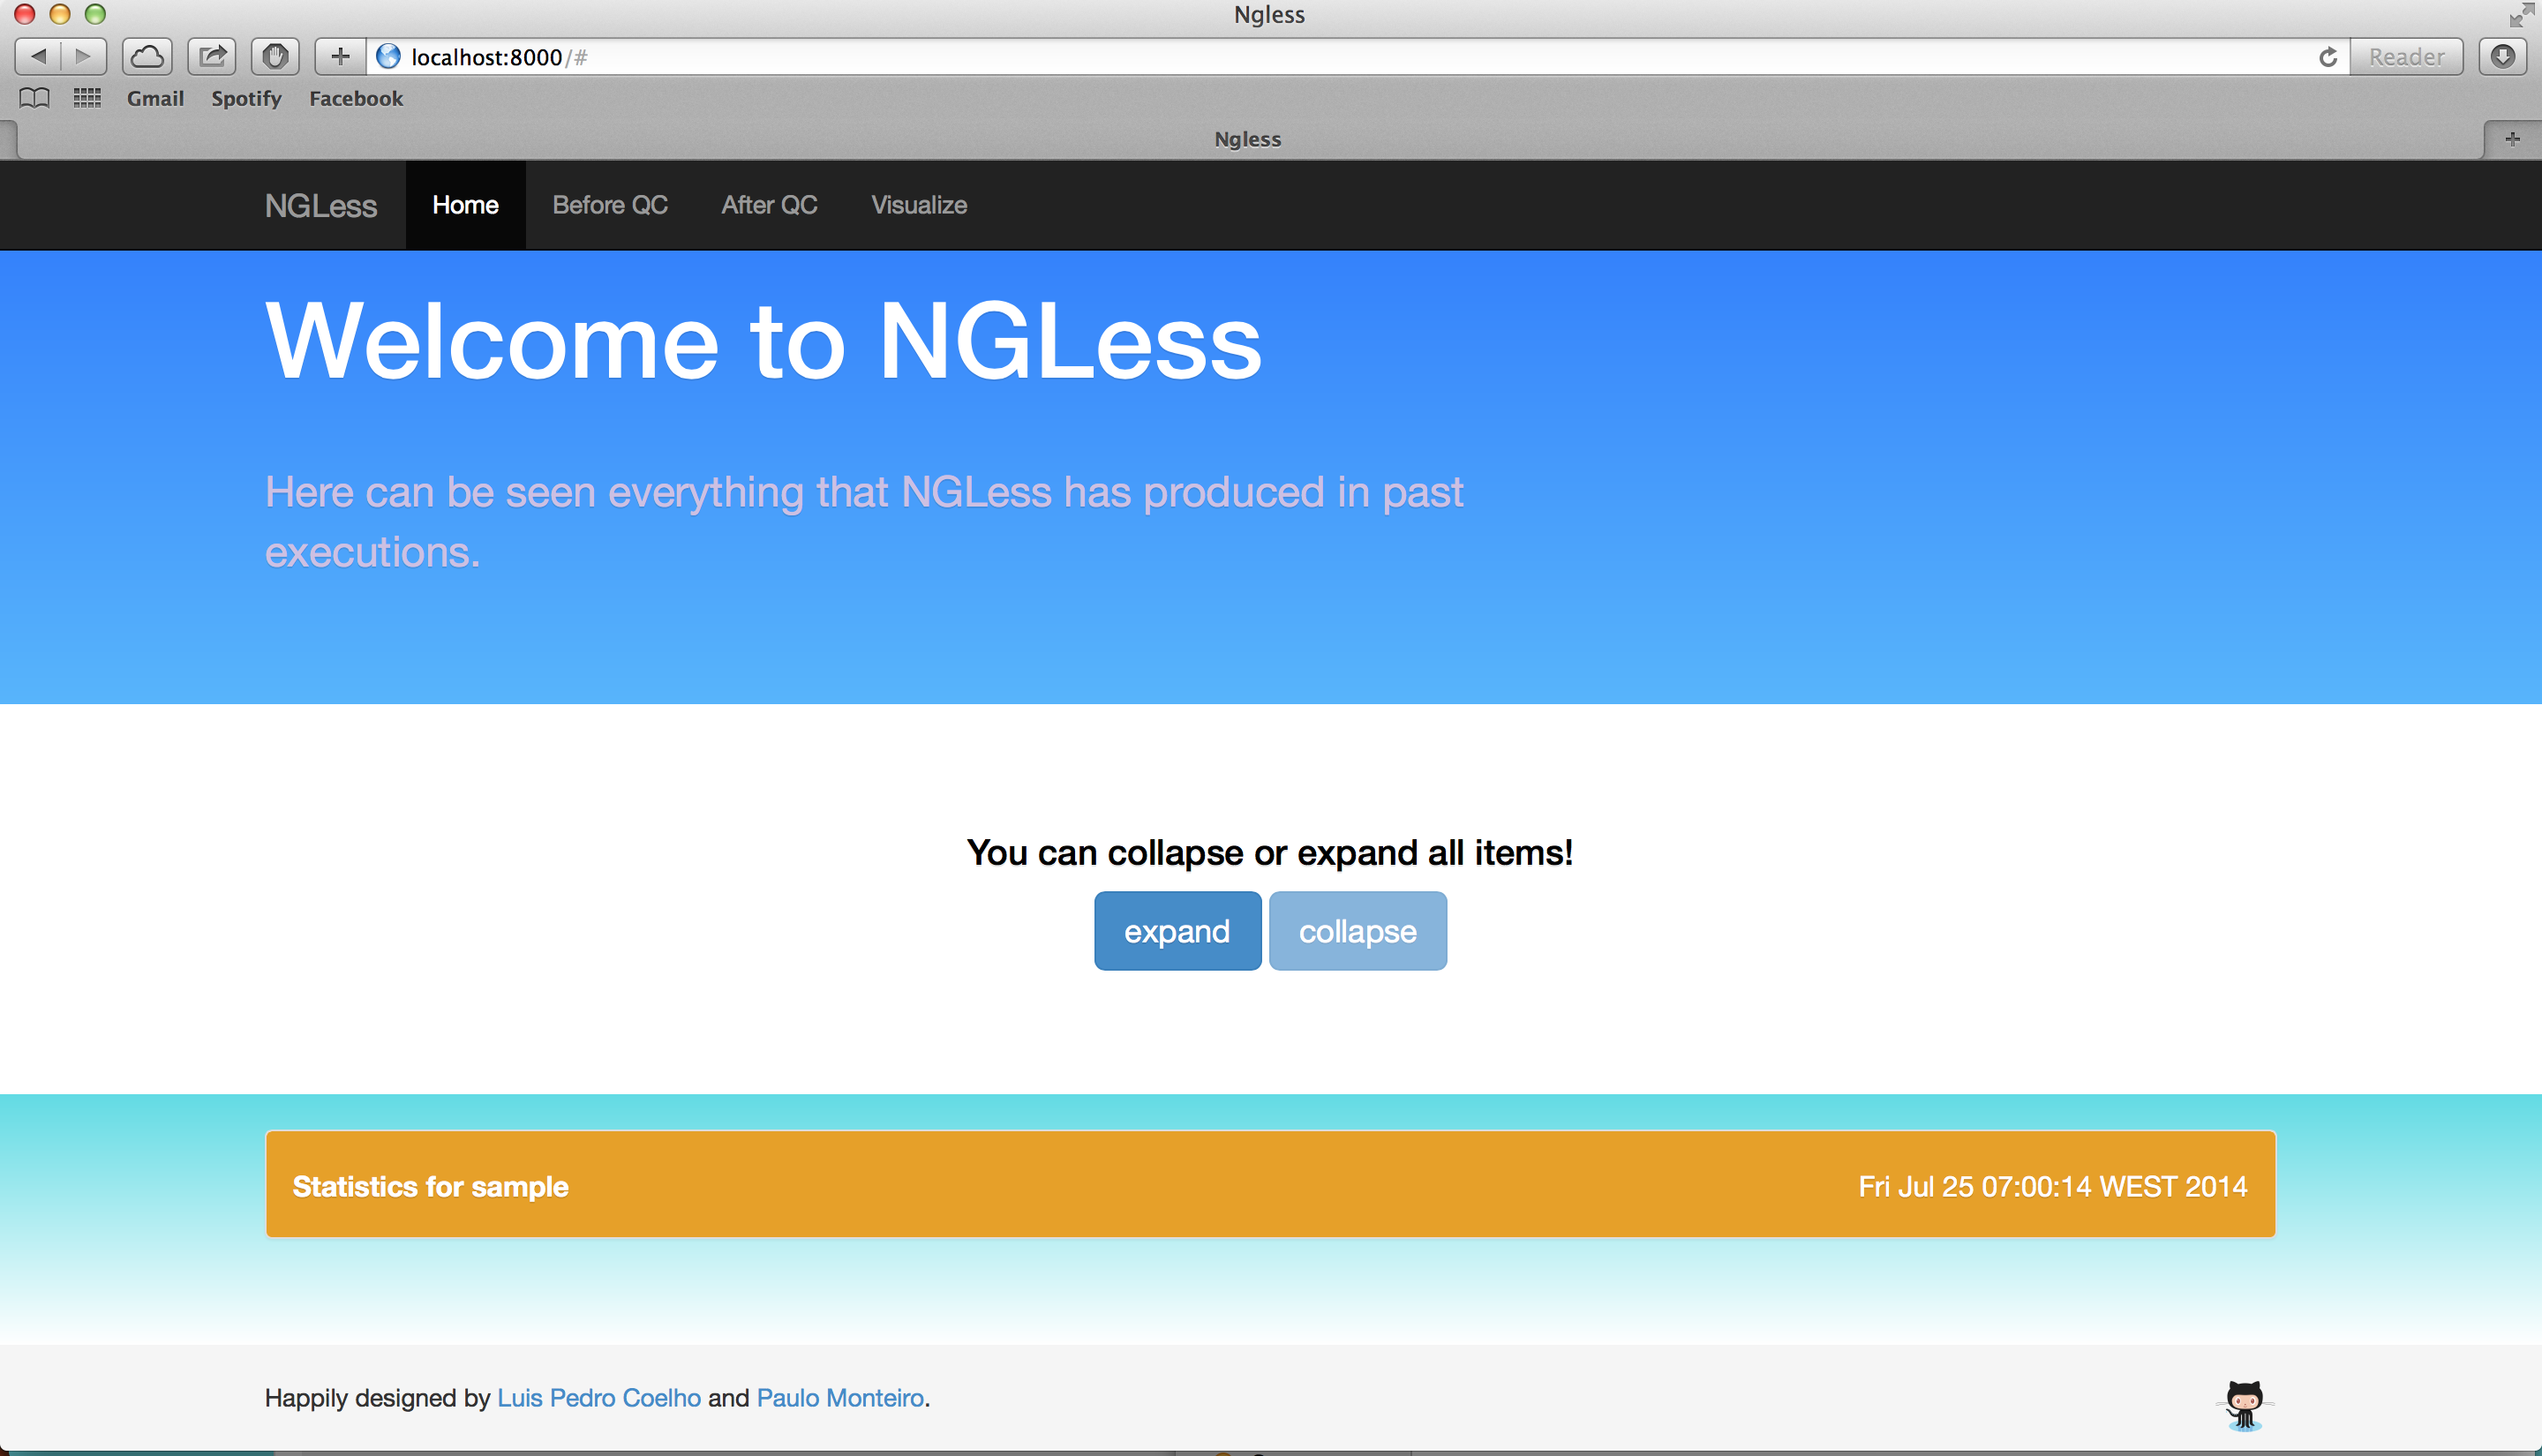 Ngless
localhost:8000/#
Reader
Gmail Spotify Facebook
Ngless
NGLess Home Before QC After QC Visualize
Welcome to NGLess
Here can be seen everything that NGLess has produced in past
executions.
You can collapse or expand all items!
expand collapse
Statistics for sample Fri Jul 25 07:00:14 WEST 2014
Happily designed by Luis Pedro Coelho and Paulo Monteiro.